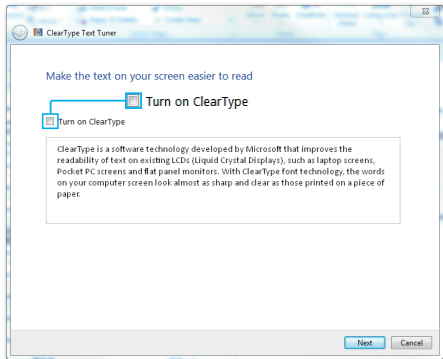 ClearType Text Tuner
Make the text on your screen easier to read
Turn on ClearType
Turn on ClearType
ClearType is a software technology developed by Microsoft that improves the
readability of text on existing LCDs (Liquid Crystal Displays), such as laptop screens,
Pocket PC screens and flat panel monitors. With ClearType font technology, the words
on your computer screen look almost as sharp and clear as those printed on a piece of
paper.
Next Cancel